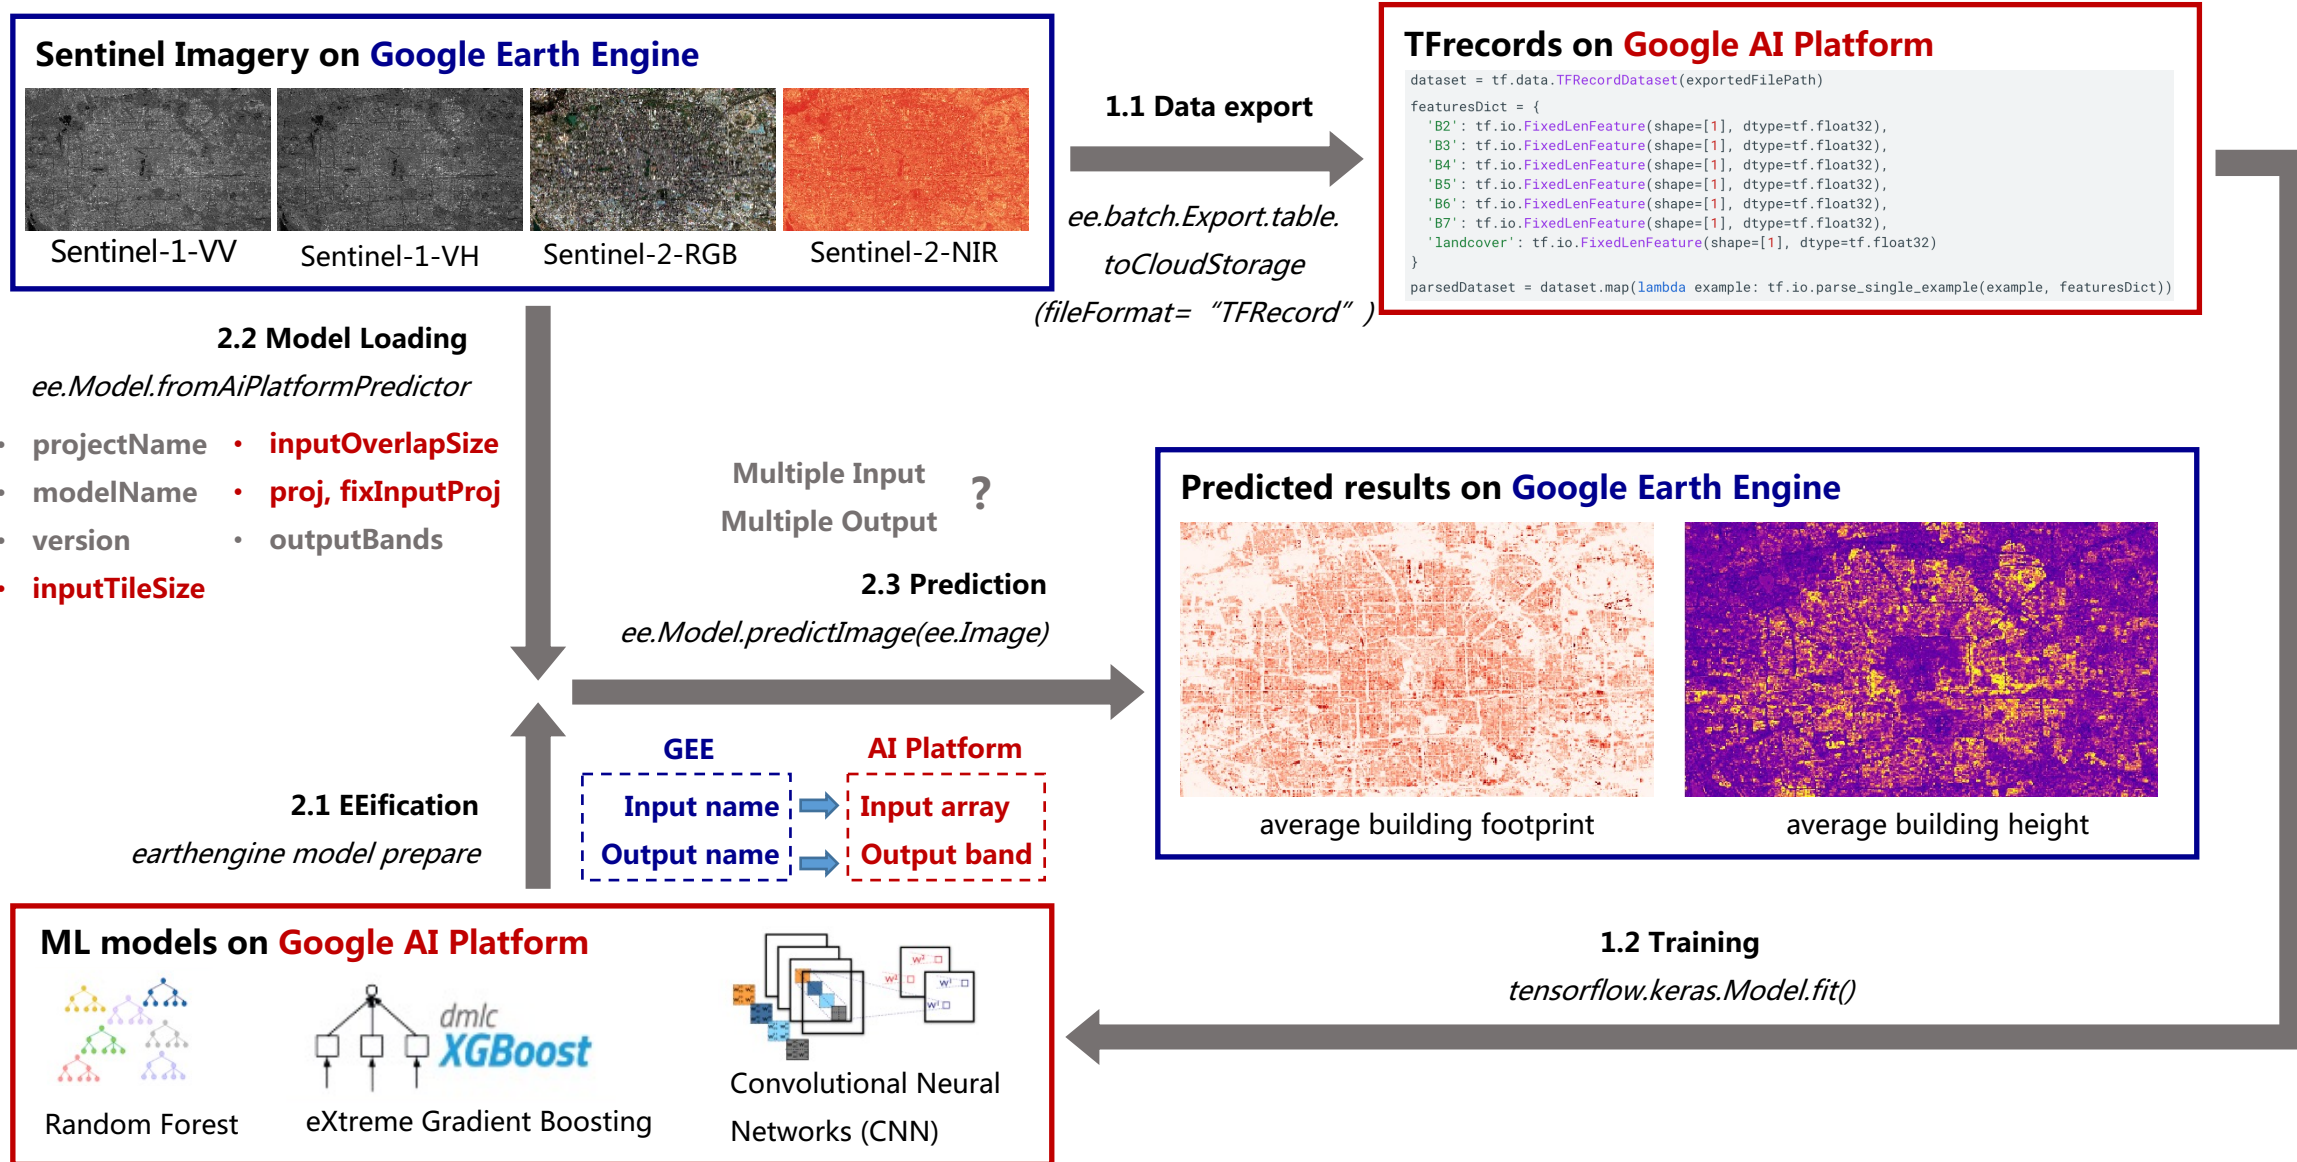 Sentinel Imagery on Google Earth Engine
Sentinel-1-VV
Sentinel-1-VH
Sentinel-2-RGB
Sentinel-2-NIR
1.1 Data export
ee.batch.Export.table.
toCloudStorage
(fileFormat= “TFRecord” )
TFrecords on Google AI Platform
dataset = tf.data.TFRecordDataset(exportedFilePath)
featuresDict = {
'B2': tf.io.FixedLenFeature(shape=[1], dtype=tf.float32),
'B3': tf.io.FixedLenFeature(shape=[1], dtype=tf.float32),
'B4': tf.io.FixedLenFeature(shape=[1], dtype=tf.float32),
'B5': tf.io.FixedLenFeature(shape=[1], dtype=tf.float32),
'B6': tf.io.FixedLenFeature(shape=[1], dtype=tf.float32),
'B7': tf.io.FixedLenFeature(shape=[1], dtype=tf.float32),
'landcover': tf.io.FixedLenFeature(shape=[1], dtype=tf.float32)
}
parsedDataset = dataset.map(lambda example: tf.io.parse_single_example(example, featuresDict))
2.2 Model Loading
ee.Model.fromAiPlatformPredictor
• projectName
• modelName
• version
• inputTileSize
• inputOverlapSize
• proj, fixInputProj
• outputBands
Multiple Input
Multiple Output
?
2.3 Prediction
ee.Model.predictImage(ee.Image)
Predicted results on Google Earth Engine
average building footprint
average building height
GEE
Input name
Output name
AI Platform
Input array
Output band
2.1 EEification
earthengine model prepare
ML models on Google AI Platform
Random Forest
dmlc
XGBoost
eXtreme Gradient Boosting
w²
w²
w¹
w¹
Convolutional Neural
Networks (CNN)
1.2 Training
tensorflow.keras.Model.fit()